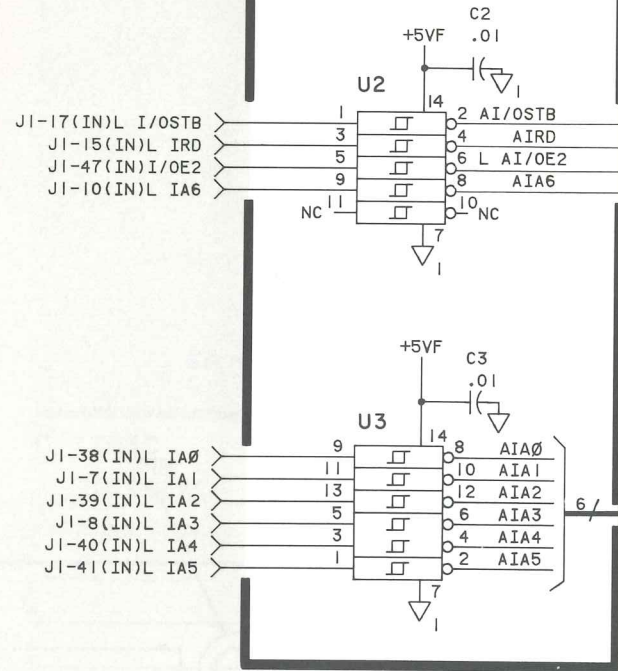 C2
+5VF .01
U2
14
1
J1-17(IN)L I/OSTB 1 2 AI/OSTB
J1-15(IN)L IRD 3 4 AIRD
J1-47(IN)I/OE2 5 6 L AI/OE2
J1-10(IN)L IA6 9 8 AIA6
NC 11 10 NC
7
1
+5VF
C3
.01
U3
14
J1-38(IN)L IAØ 9 8 AIAØ
J1-7(IN)L IA1 11 10 AIA1
J1-39(IN)L IA2 13 12 AIA2
J1-8(IN)L IA3 5 6 AIA3
J1-40(IN)L IA4 3 4 AIA4
J1-41(IN)L IA5 1 2 AIA5
6/
7
1